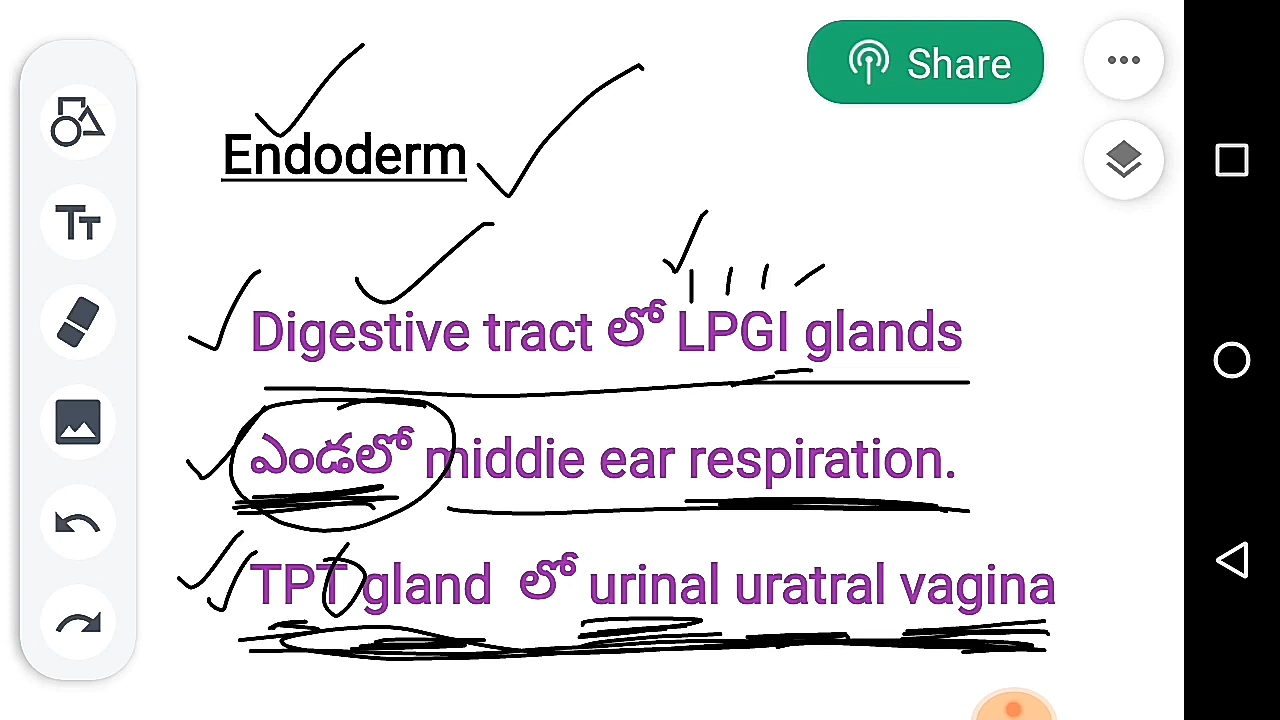 Share
Endoderm
Digestive tract లో LPGI glands
ఎండలో middie ear respiration.
TPT gland లో urinal uratral vagina